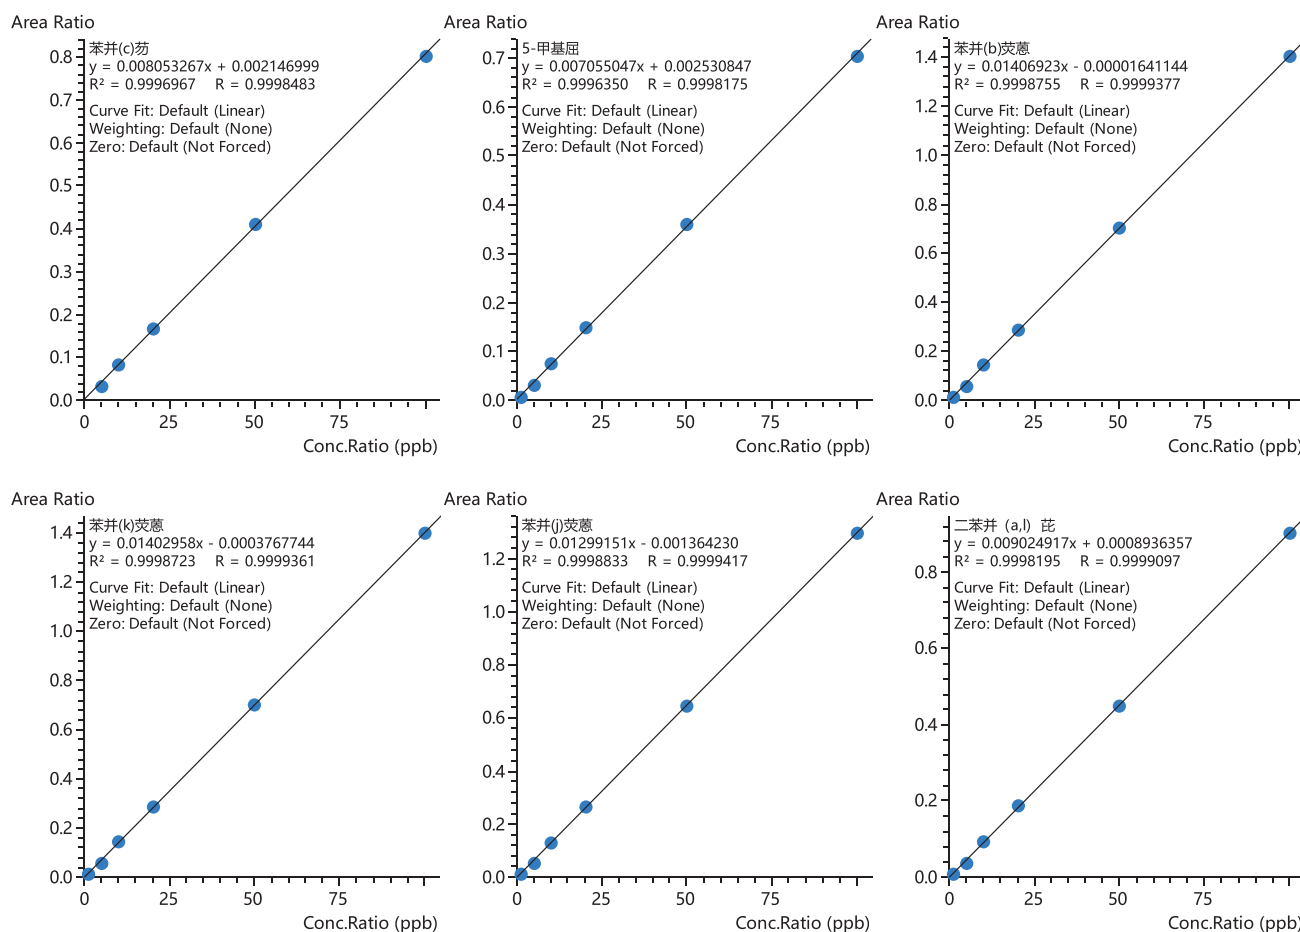 Area Ratio
苯并(c)芴
y = 0.008053267x + 0.002146999
R² = 0.9996967 R = 0.9998483
Curve Fit: Default (Linear)
Weighting: Default (None)
Zero: Default (Not Forced)
0.8
0.7
0.6
0.5
0.4
0.3
0.2
0.1
0.0
0 25 50 75
Conc.Ratio (ppb)
Area Ratio
5-甲基屈
y = 0.007055047x + 0.002530847
R² = 0.9996350 R = 0.9998175
Curve Fit: Default (Linear)
Weighting: Default (None)
Zero: Default (Not Forced)
0.7
0.6
0.5
0.4
0.3
0.2
0.1
0.0
0 25 50 75
Conc.Ratio (ppb)
Area Ratio
苯并(b)荧蒽
y = 0.01406923x - 0.00001641144
R² = 0.9998755 R = 0.9999377
Curve Fit: Default (Linear)
Weighting: Default (None)
Zero: Default (Not Forced)
1.4
1.2
1.0
0.8
0.6
0.4
0.2
0.0
0 25 50 75
Conc.Ratio (ppb)
Area Ratio
苯并(k)荧蒽
y = 0.01402958x - 0.0003767744
R² = 0.9998723 R = 0.9999361
Curve Fit: Default (Linear)
Weighting: Default (None)
Zero: Default (Not Forced)
1.4
1.2
1.0
0.8
0.6
0.4
0.2
0.0
0 25 50 75
Conc.Ratio (ppb)
Area Ratio
苯并(j)荧蒽
y = 0.01299151x - 0.001364230
R² = 0.9998833 R = 0.9999417
Curve Fit: Default (Linear)
Weighting: Default (None)
Zero: Default (Not Forced)
1.2
1.0
0.8
0.6
0.4
0.2
0.0
0 25 50 75
Conc.Ratio (ppb)
Area Ratio
二苯并（a,l）芘
y = 0.009024917x + 0.0008936357
R² = 0.9998195 R = 0.9999097
Curve Fit: Default (Linear)
Weighting: Default (None)
Zero: Default (Not Forced)
0.8
0.6
0.4
0.2
0.0
0 25 50 75
Conc.Ratio (ppb)